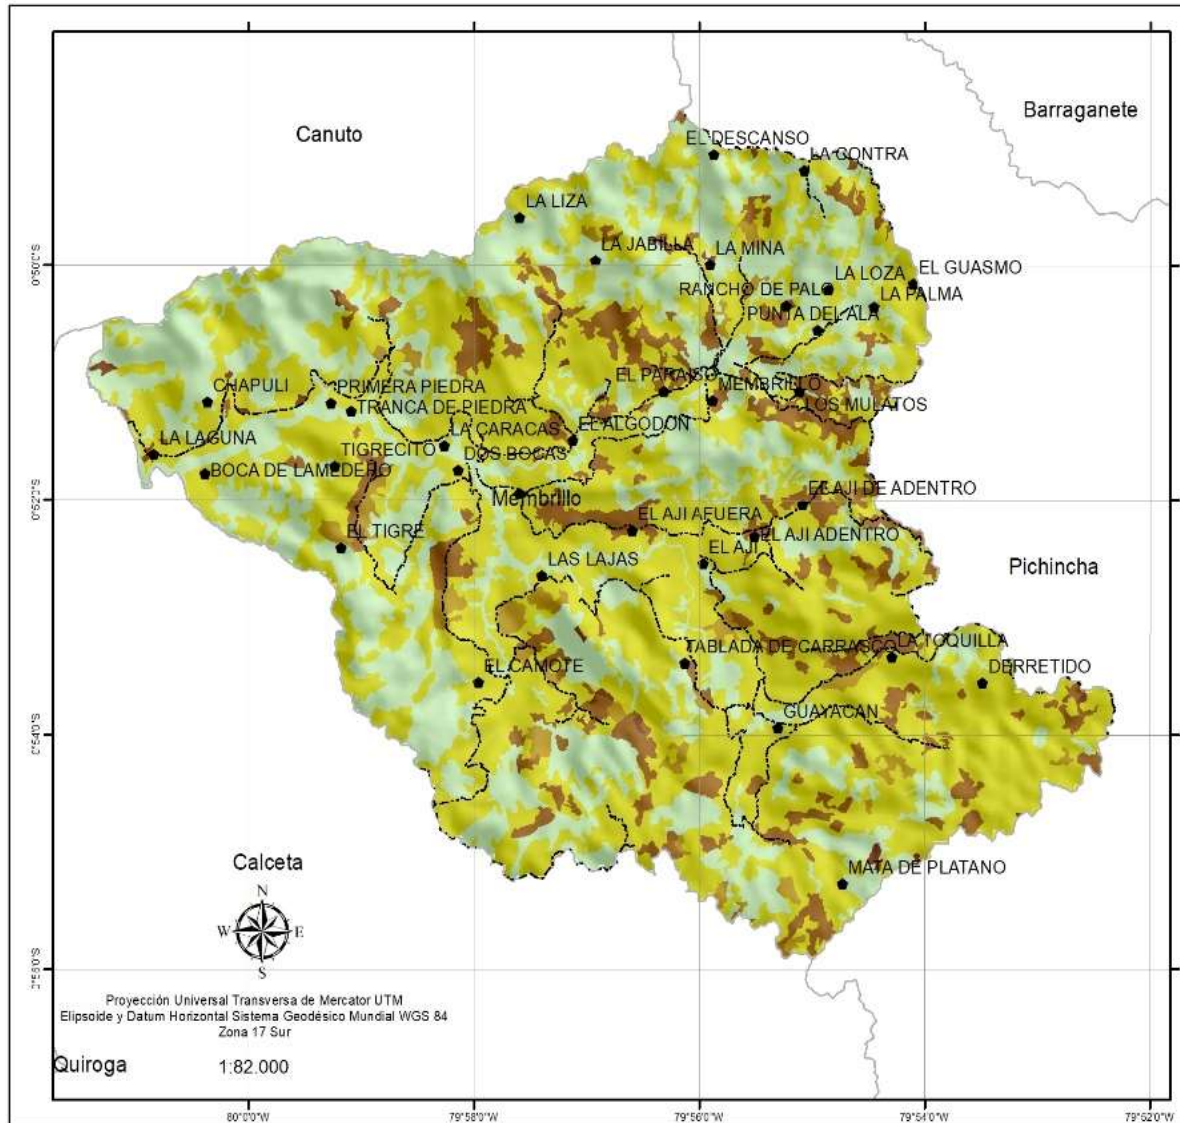 Canuto
Barraganete
EL DESCANSO
LA CONTRA
LA LIZA
LA JABILLA
LA MINA
0°50'0"S
LA LOZA
EL GUASMO
RANCHO DE PALO
LA PALMA
PUNTA DEL ALA
EL PARAISO
CHAPULI
PRIMERA PIEDRA
MEMBRILLO
TRANCA DE PIEDRA
LOS MULATOS
LA CARACAS
EL ALGODON
LA LAGUNA
TIGRECITO
DOS BOCAS
BOCA DE LAMEDERO
EL AJI DE ADENTRO
Membrillo
0°52'0"S
EL AJI AFUERA
EL TIGRE
EL AJI ADENTRO
EL AJI
LAS LAJAS
Pichincha
TABLADA DE CARRASCO
LA TOQUILLA
EL CAMOTE
DERRETIDO
GUAYACAN
0°54'0"S
Calceta
MATA DE PLATANO
N
W
E
S
0°56'0"S
Proyección Universal Transversa de Mercator UTM
Elipsoide y Datum Horizontal Sistema Geodésico Mundial WGS 84
Zona 17 Sur
Quiroga
1:82.000
80°0'0"W
79°58'0"W
79°56'0"W
79°54'0"W
79°52'0"W